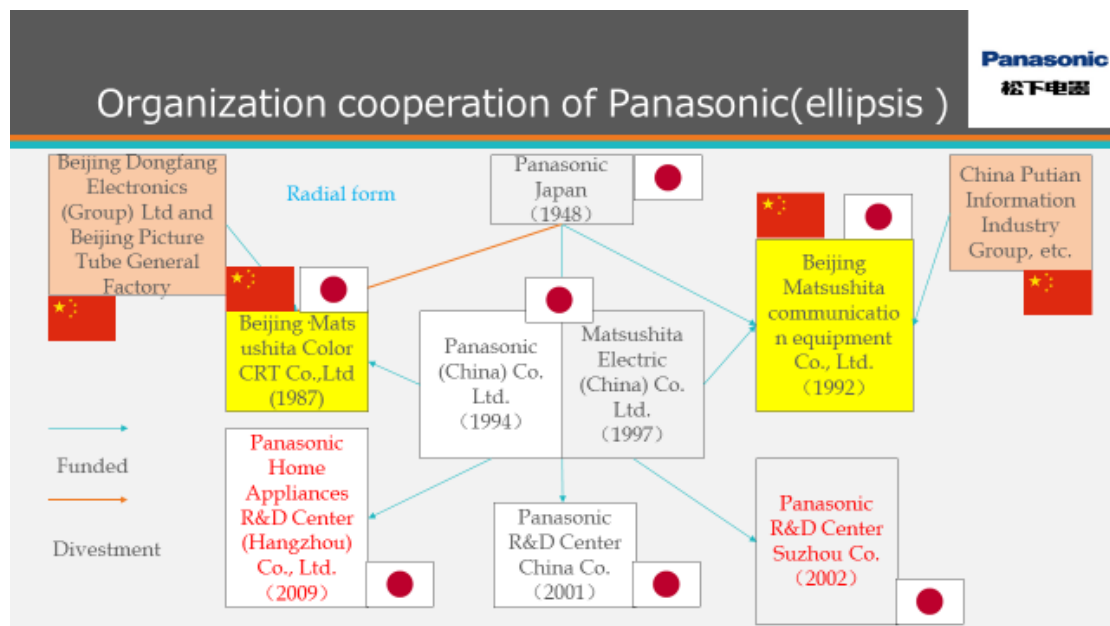 Panasonic
松下电器
Organization cooperation of Panasonic(ellipsis )
Beijing Dongfang
Electronics
(Group) Ltd and
Beijing Picture
Tube General
Factory
Radial form
Panasonic
Japan
（1948）
China Putian
Information
Industry
Group, etc.
Beijing ·Mats
ushita Color
CRT Co.,Ltd
(1987)
Panasonic
(China) Co.
Ltd.
（1994）
Matsushita
Electric
(China) Co.
Ltd.
（1997）
Beijing
Matsushita
communicatio
n equipment
Co., Ltd.
（1992）
Funded
Divestment
Panasonic
Home
Appliances
R&D Center
(Hangzhou)
Co., Ltd.
（2009）
Panasonic
R&D Center
China Co.
（2001）
Panasonic
R&D Center
Suzhou Co.
（2002）